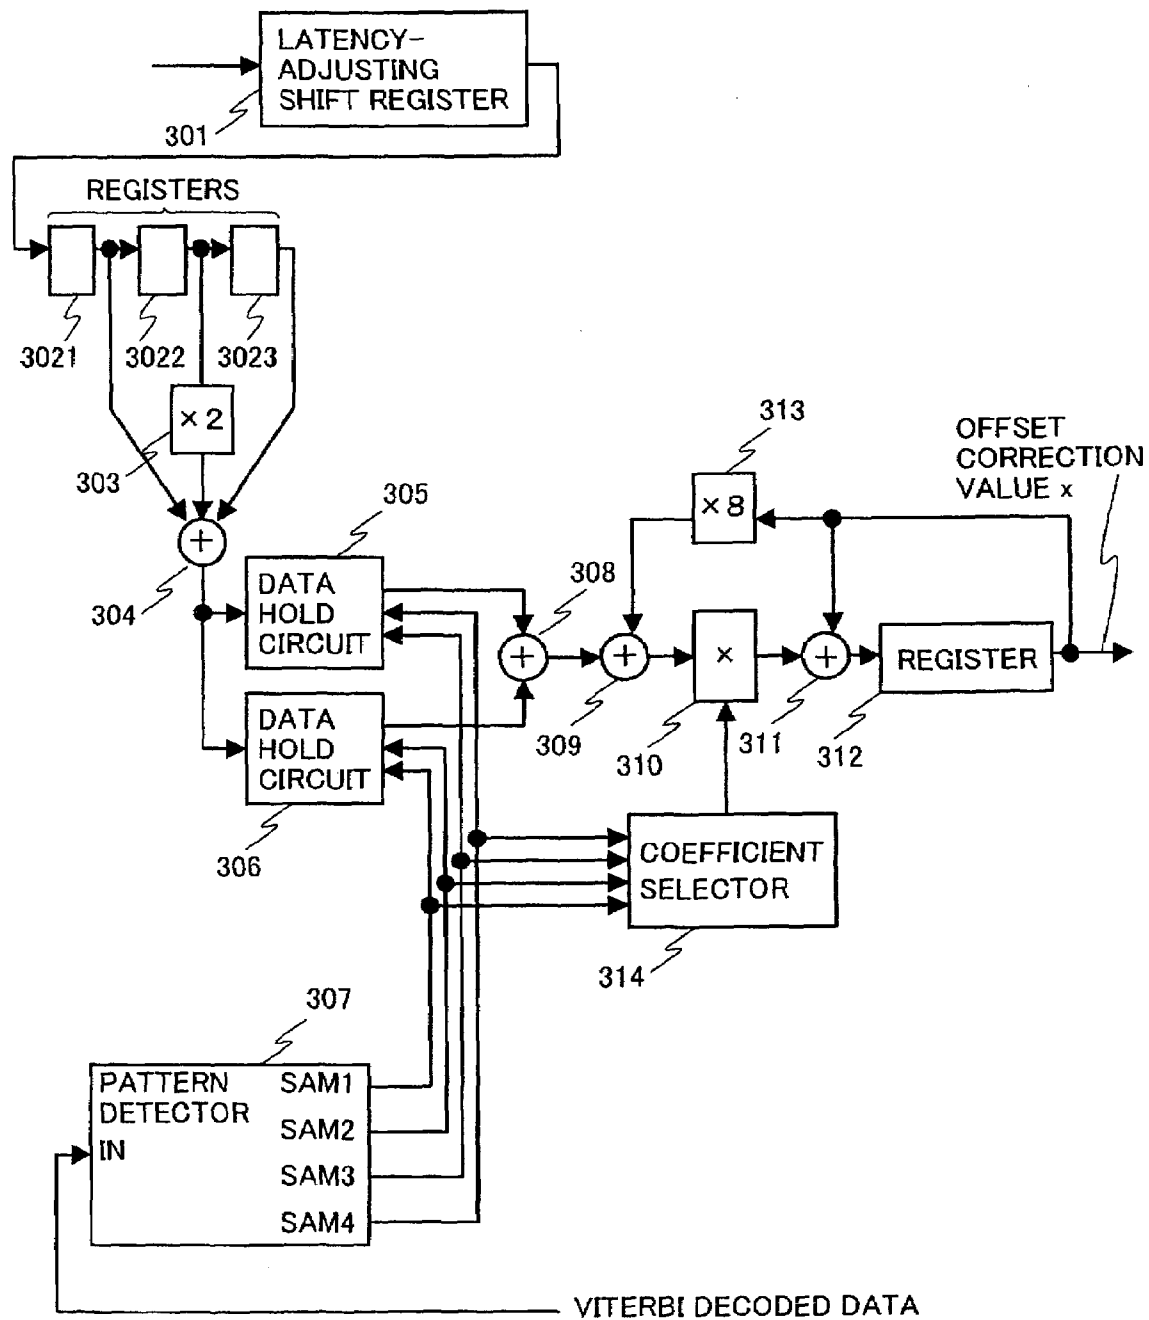 LATENCY-
ADJUSTING
SHIFT REGISTER
301
REGISTERS
3021
3022
3023
×2
303
+
304
305
DATA
HOLD
CIRCUIT
DATA
HOLD
CIRCUIT
306
308
+
+
309
313
×8
×
310
+
311
REGISTER
312
OFFSET
CORRECTION
VALUE x
COEFFICIENT
SELECTOR
314
307
PATTERN
DETECTOR
IN
SAM1
SAM2
SAM3
SAM4
VITERBI DECODED DATA